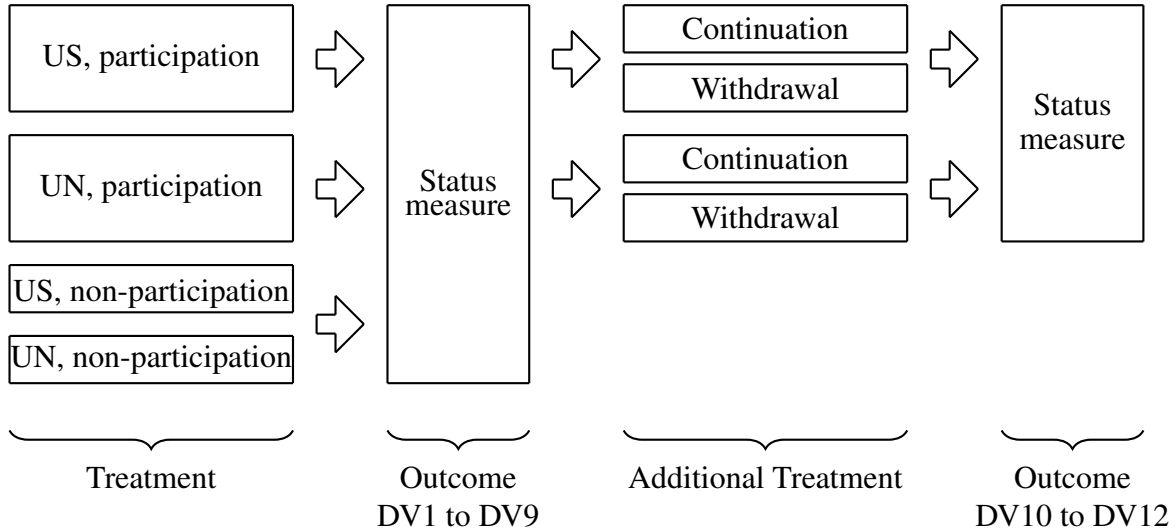 US, participation
UN, participation
US, non-participation
UN, non-participation
Status
measure
Continuation
Withdrawal
Continuation
Withdrawal
Status
measure
Treatment
Outcome
DV1 to DV9
Additional Treatment
Outcome
DV10 to DV12